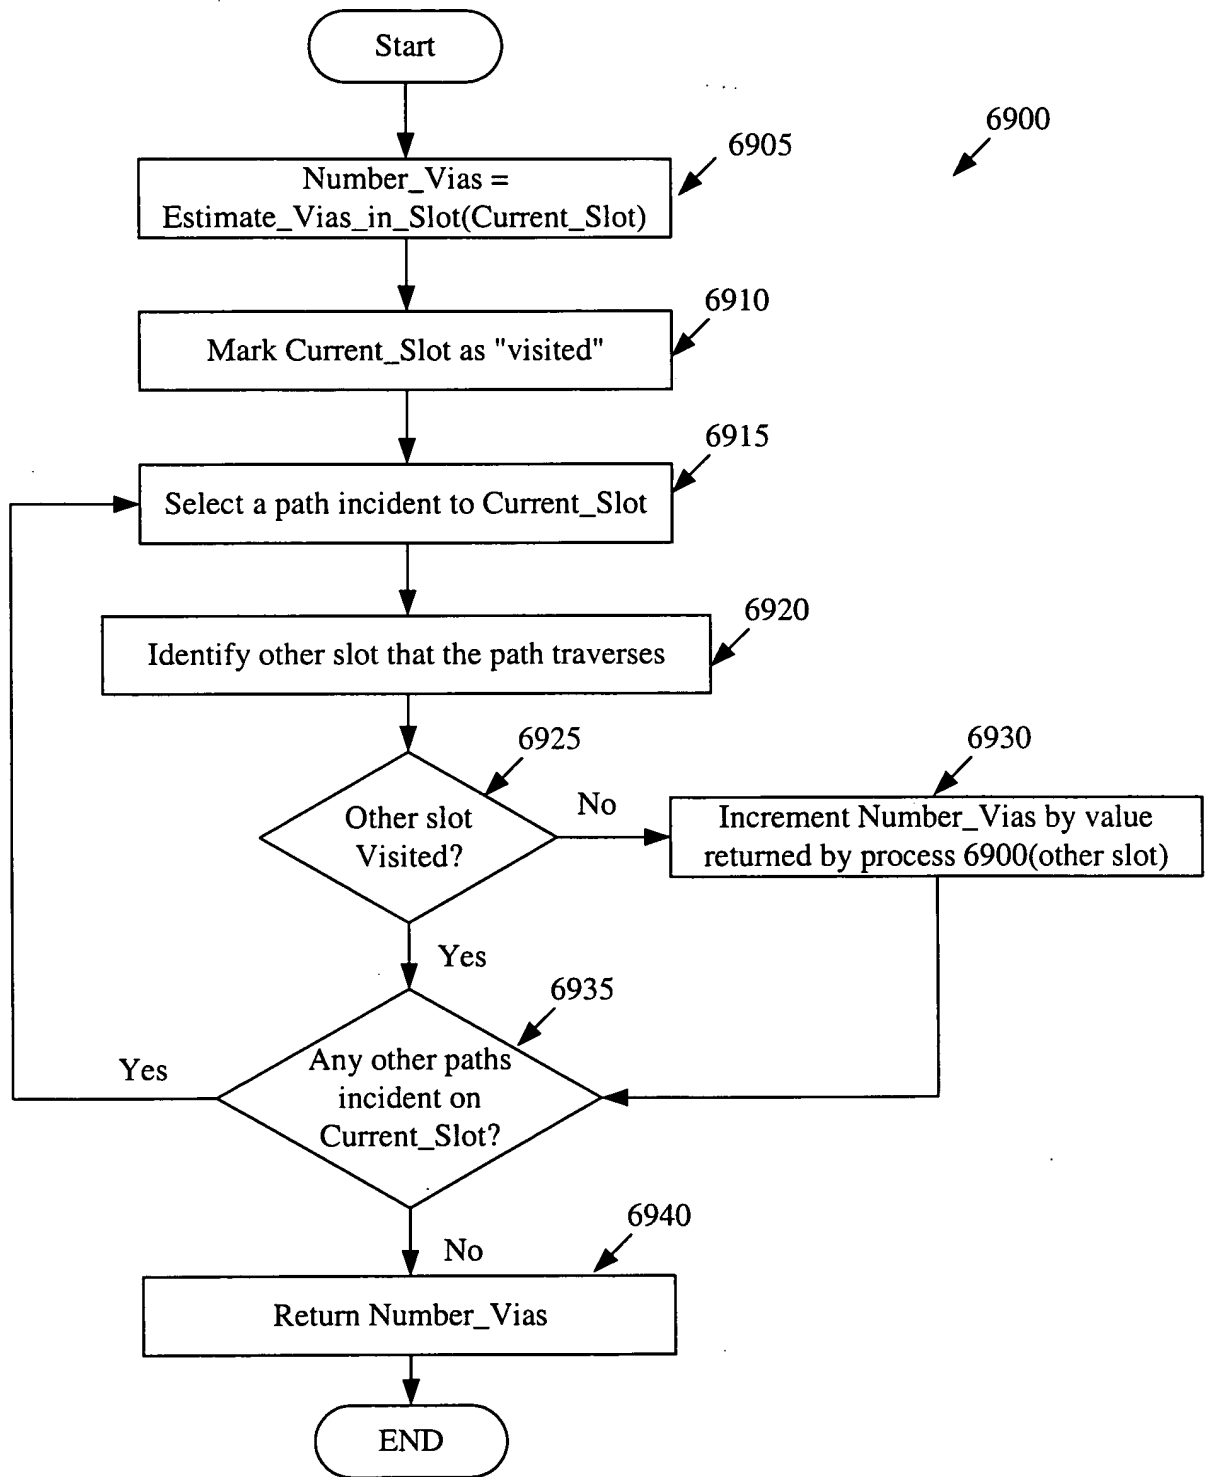 Start
6900
6905
Number_Vias =
Estimate_Vias_in_Slot(Current_Slot)
6910
Mark Current_Slot as "visited"
6915
Select a path incident to Current_Slot
6920
Identify other slot that the path traverses
6925
Other slot
Visited?
No
6930
Increment Number_Vias by value
returned by process 6900(other slot)
Yes
6935
Any other paths
incident on
Current_Slot?
Yes
No
6940
Return Number_Vias
END